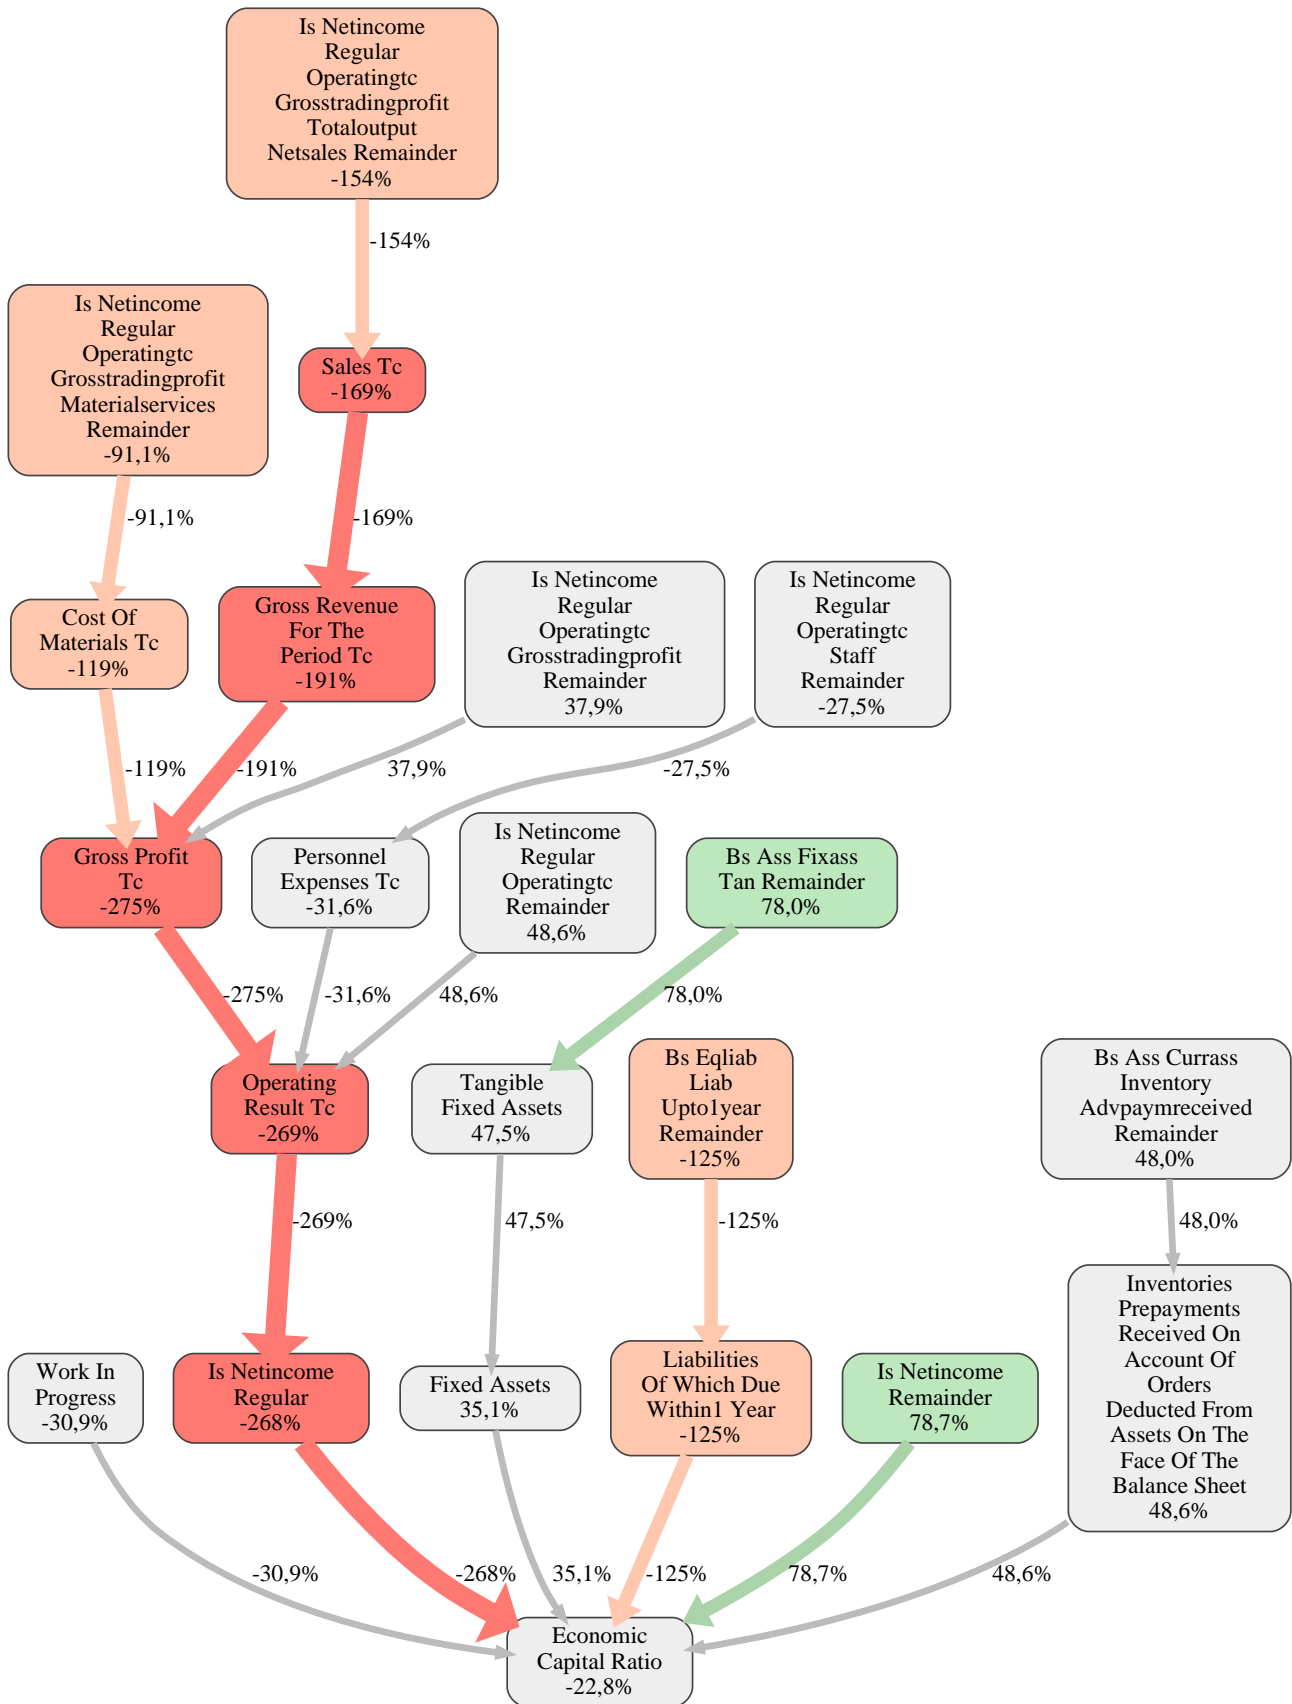 Is Netincome
Regular
Operatingtc
Grosstradingprofit
Totaloutput
Netsales Remainder
-154%
-154%
Is Netincome
Regular
Operatingtc
Grosstradingprofit
Materialservices
Remainder
-91,1%
Sales Tc
-169%
-91,1%
-169%
Is Netincome
Regular
Operatingtc
Grosstradingprofit
Remainder
37,9%
Is Netincome
Regular
Operatingtc
Staff
Remainder
-27,5%
Cost Of
Materials Tc
-119%
Gross Revenue
For The
Period Tc
-191%
-119%
-191%
37,9%
-27,5%
Gross Profit
Tc
-275%
Personnel
Expenses Tc
-31,6%
Is Netincome
Regular
Operatingtc
Remainder
48,6%
Bs Ass Fixass
Tan Remainder
78,0%
-275%
-31,6%
48,6%
78,0%
Operating
Result Tc
-269%
Tangible
Fixed Assets
47,5%
Bs Eqliab
Liab
Upto1year
Remainder
-125%
Bs Ass Currass
Inventory
Advpaymreceived
Remainder
48,0%
-269%
47,5%
-125%
48,0%
Work In
Progress
-30,9%
Is Netincome
Regular
-268%
Fixed Assets
35,1%
Liabilities
Of Which Due
Within1 Year
-125%
Is Netincome
Remainder
78,7%
Inventories
Prepayments
Received On
Account Of
Orders
Deducted From
Assets On The
Face Of The
Balance Sheet
48,6%
-30,9%
-268%
35,1%
-125%
78,7%
48,6%
Economic
Capital Ratio
-22,8%